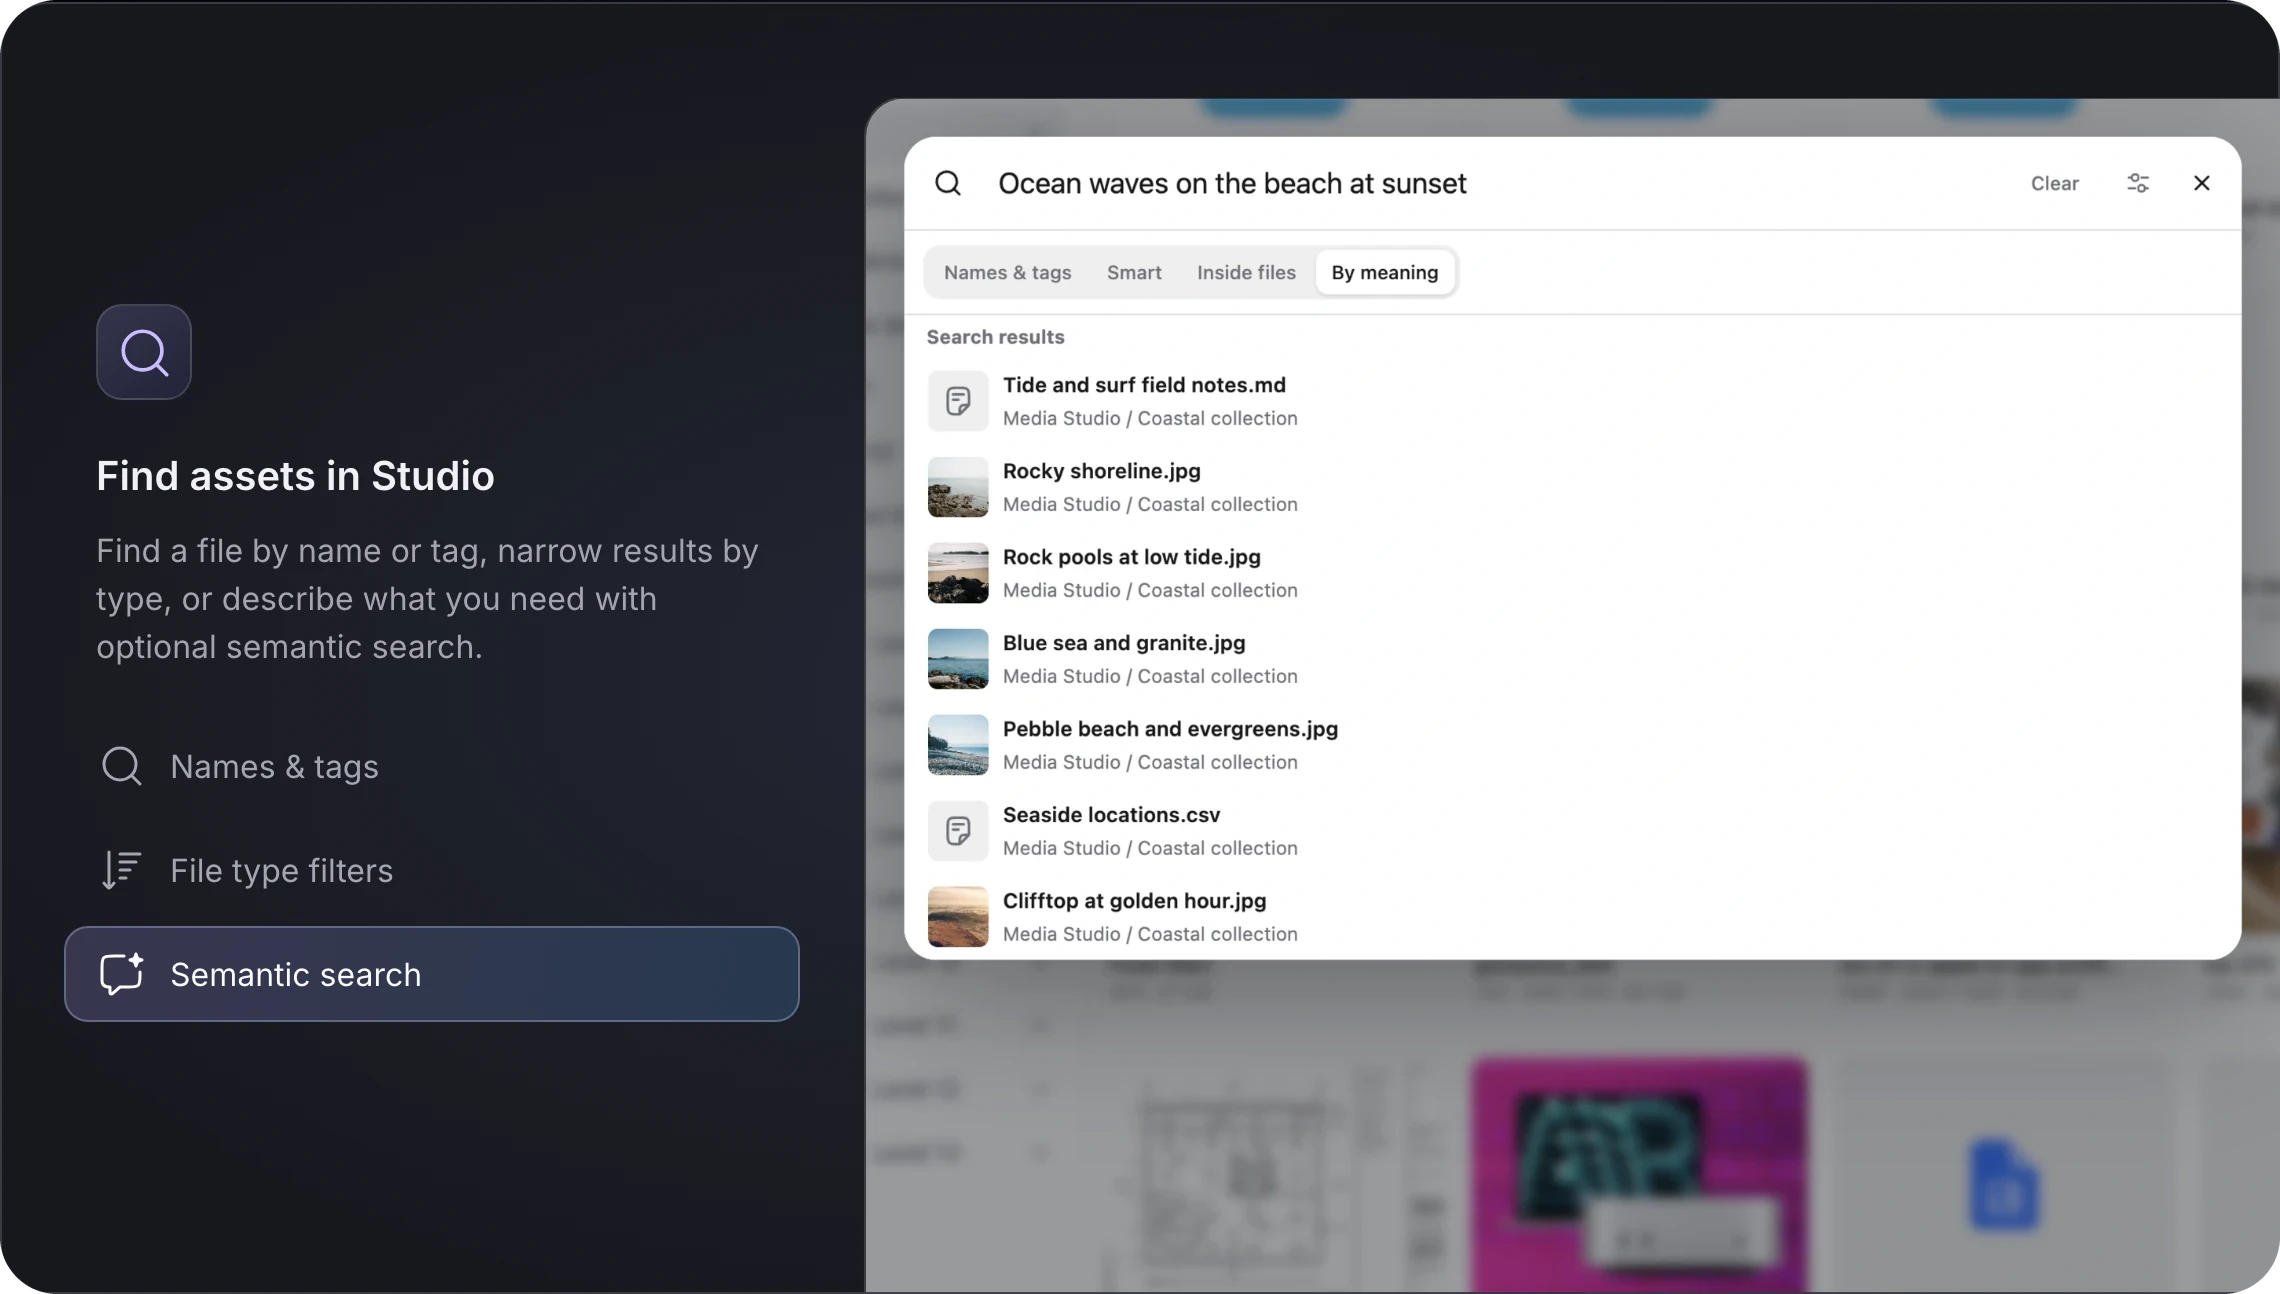 Find assets in Studio
Find a file by name or tag, narrow results by
type, or describe what you need with
optional semantic search.
Names & tags
File type filters
Semantic search
Ocean waves on the beach at sunset
Clear
Names & tags
Smart
Inside files
By meaning
Search results
Tide and surf field notes.md
Media Studio / Coastal collection
Rocky shoreline.jpg
Media Studio / Coastal collection
Rock pools at low tide.jpg
Media Studio / Coastal collection
Blue sea and granite.jpg
Media Studio / Coastal collection
Pebble beach and evergreens.jpg
Media Studio / Coastal collection
Seaside locations.csv
Media Studio / Coastal collection
Clifftop at golden hour.jpg
Media Studio / Coastal collection